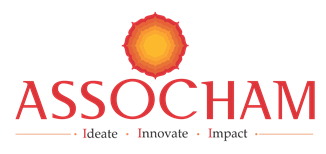 ASSOCHAM
Ideate · Innovate · Impact